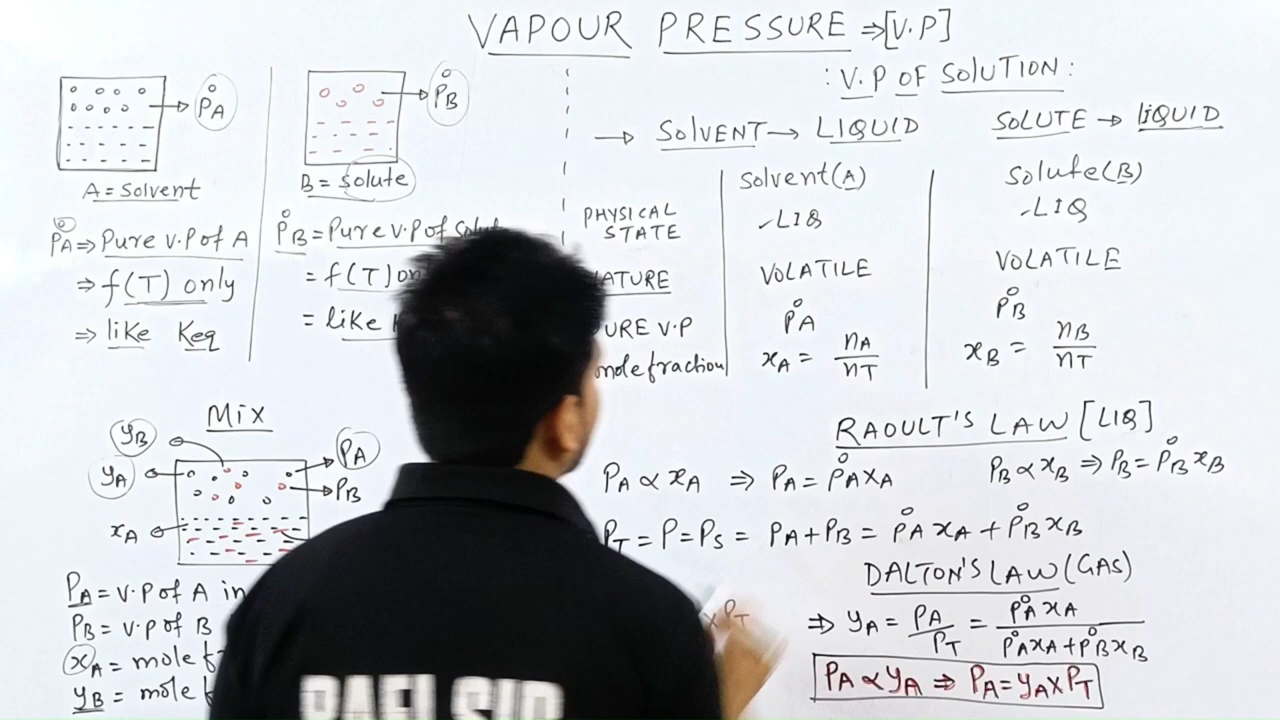 VAPOUR PRESSURE ⇒[V.P]
: V.P OF SOLUTION :
P°A
P°B
A = Solvent
B = Solute
P°A ⇒ Pure V.P of A
⇒ f(T) only
⇒ like Keq
P°B = Pure V.P of
= f(T)
= like
→ SOLVENT → LIQUID
SOLUTE → LIQUID
Solvent(A)
Solute(B)
PHYSICAL STATE
LIQ
LIQ
VOLATILE
VOLATILE
V.P
P°A
P°B
mole fraction
xA = nA/nT
xB = nB/nT
MIX
yB
yA
xA
PA
PB
PA = V.P of A in
PB = V.P of B
xA = mole
yB = mole
RAOULT'S LAW [LIQ]
PA ∝ xA ⇒ PA = P°A xA
PB ∝ xB ⇒ PB = P°B xB
PT = P = PS = PA + PB = P°A xA + P°B xB
DALTON'S LAW (GAS)
x PT
⇒ yA = PA/PT = P°A xA/P°A xA + P°B xB
PA ∝ yA ⇒ PA = yA x PT